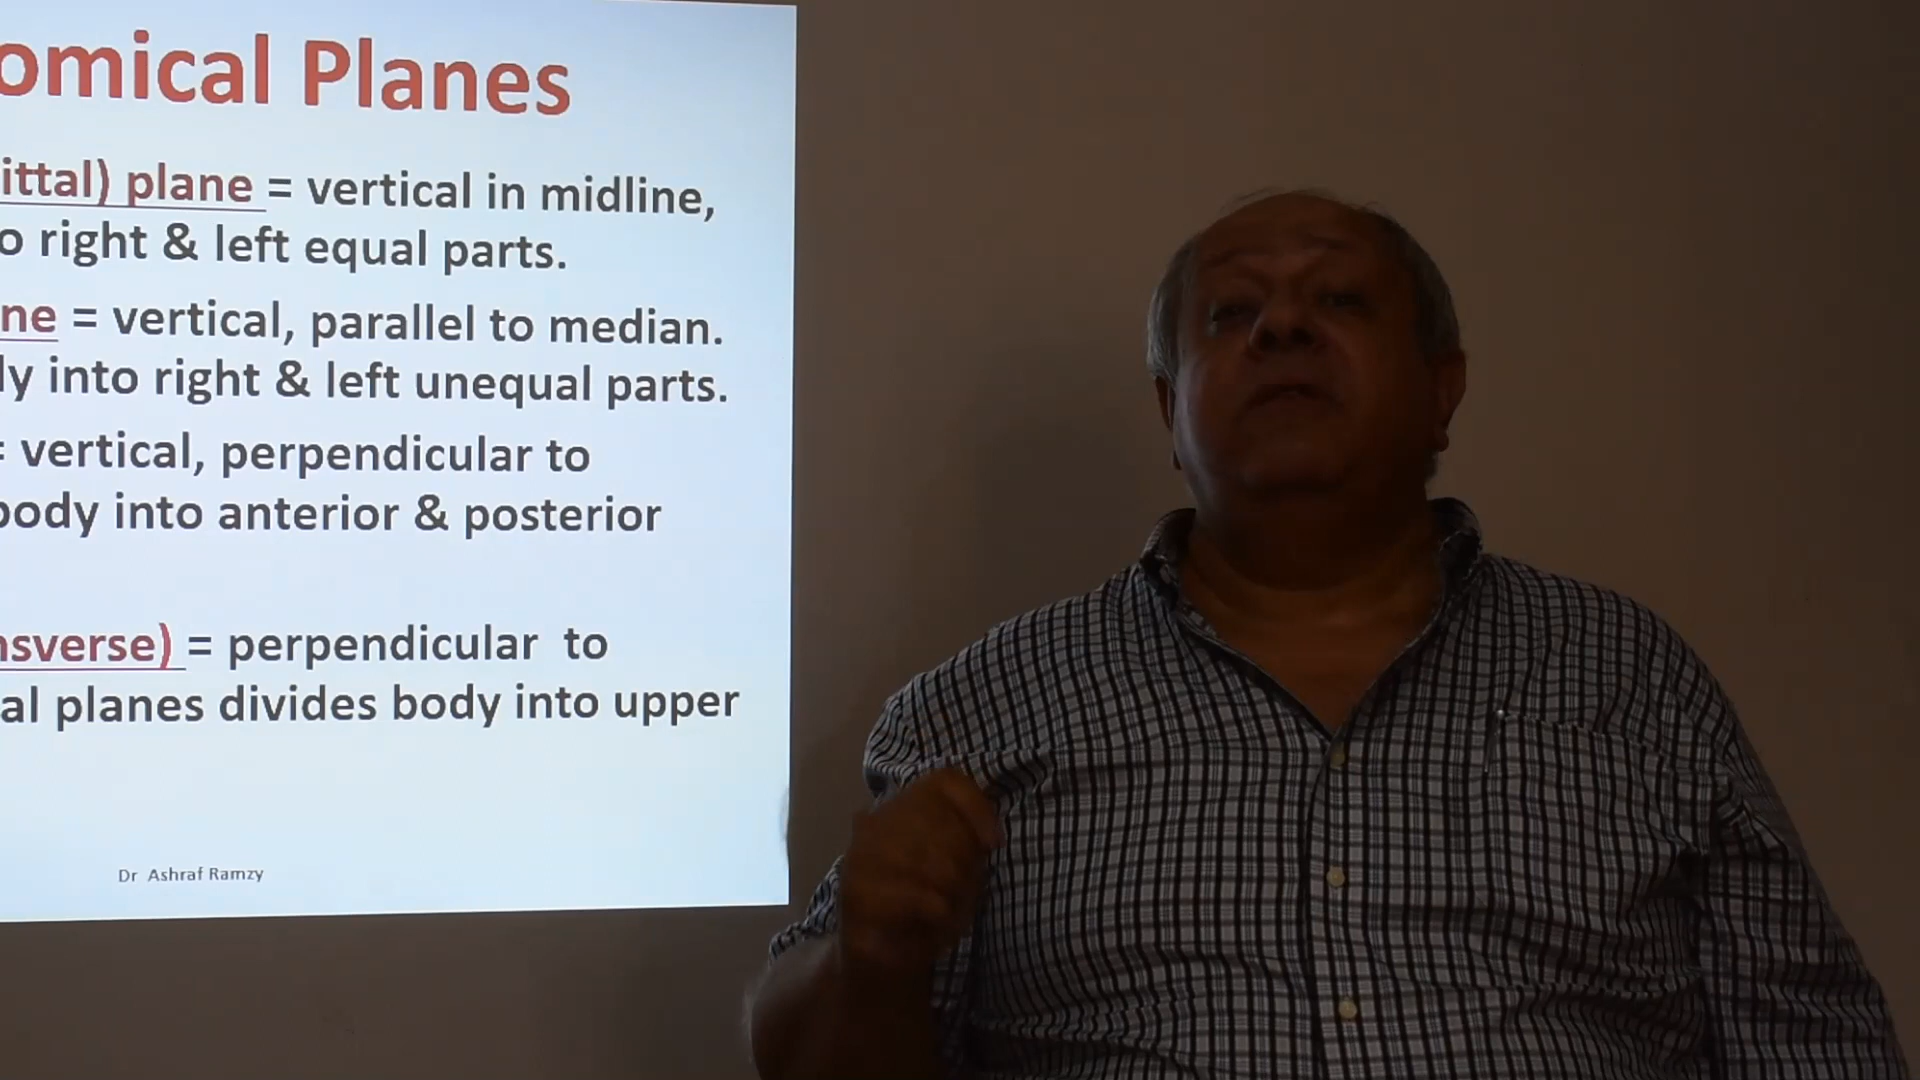 omical Planes
ittal) plane = vertical in midline,
o right & left equal parts.
ne = vertical, parallel to median.
ly into right & left unequal parts.
= vertical, perpendicular to
body into anterior & posterior
nsverse) = perpendicular to
al planes divides body into upper
Dr Ashraf Ramzy